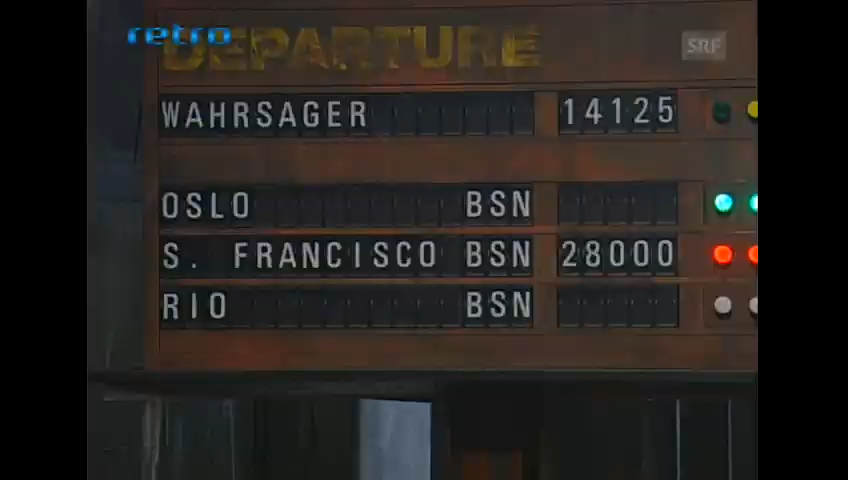 retro
DEPARTURE
SRF
WAHRSAGER 14125
OSLO BSN
S. FRANCISCO BSN 28000
RIO BSN